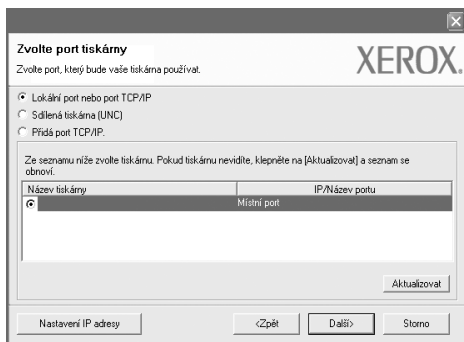 Zvolte port tiskárny
Zvolte port, který bude vaše tiskárna používat.
XEROX.
Lokální port nebo port TCP/IP
Sdílená tiskárna (UNC)
Přidá port TCP/IP.
Ze seznamu níže zvolte tiskárnu. Pokud tiskárnu nevidíte, klepněte na [Aktualizovat] a seznam se
obnoví.
Název tiskárny IP/Název portu
Místní port
Aktualizovat
Nastavení IP adresy <Zpět Další> Storno